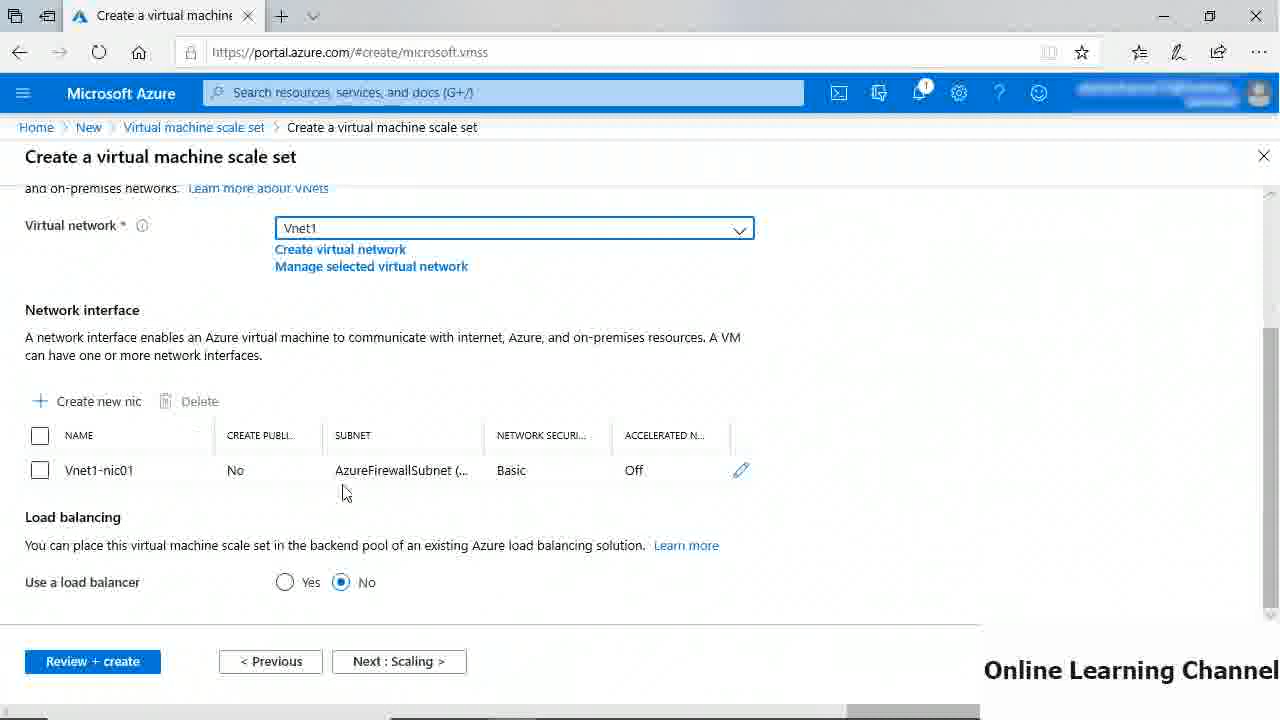 Create a virtual machine
https://portal.azure.com/#create/microsoft.vmss
Microsoft Azure
Search resources, services, and docs (G+/)
1
Home > New > Virtual machine scale set > Create a virtual machine scale set
Create a virtual machine scale set
and on-premises networks. Learn more about VNets
Virtual network *
Vnet1
Create virtual network
Manage selected virtual network
Network interface
A network interface enables an Azure virtual machine to communicate with internet, Azure, and on-premises resources. A VM
can have one or more network interfaces.
+ Create new nic Delete
NAME CREATE PUBLI... SUBNET NETWORK SECURI... ACCELERATED N...
Vnet1-nic01 No AzureFirewallSubnet (... Basic Off
Load balancing
You can place this virtual machine scale set in the backend pool of an existing Azure load balancing solution. Learn more
Use a load balancer Yes No
Review + create < Previous Next : Scaling >
Online Learning Channel